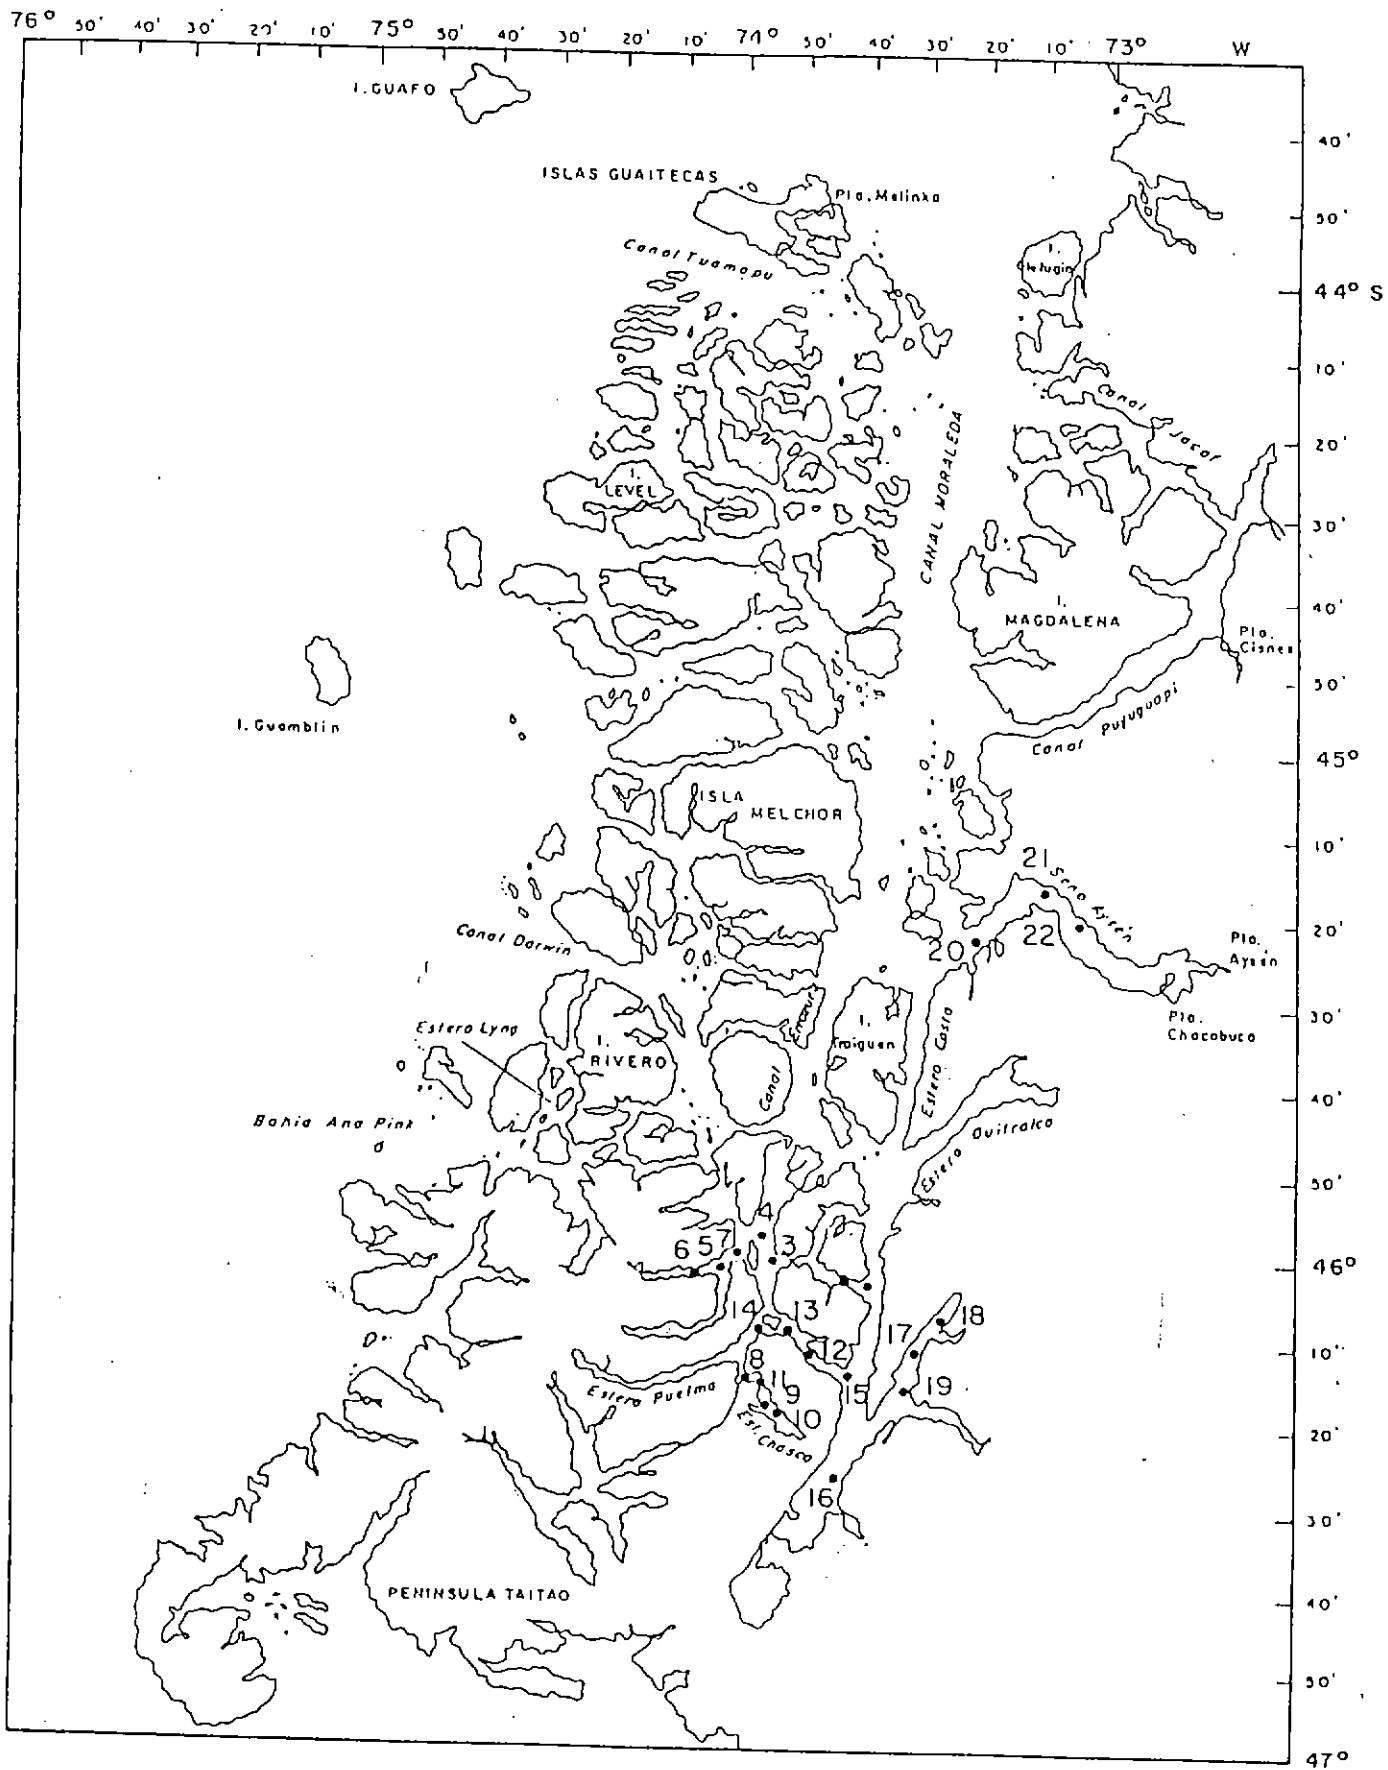 76° 50' 40' 30' 20' 10' 75° 50' 40' 30' 20' 10' 74° 50' 40' 30' 20' 10' 73° W
I. GUAFO
40'
ISLAS GUAITECAS
Pto. Melinka
50'
Canal Tuamapu
I.
44° S
10'
Canal Jacaf
CANAL MORALEDA
20'
I.
LEVEL
30'
40'
I.
MAGDALENA
Pto.
Cisnes
50'
I. Guamblin
Canal Puyuguapi
45°
ISLA
MELCHOR
10'
21
Seno Aysén
Canal Darwin
20
22
20'
Pto.
Aysén
Estero Lyng
I.
RIVERO
Canal Errazuriz
I.
Traiguen
Estero Costa
30'
Pto.
Chacabuco
Bahia Ana Pink
40'
Estero Quitralco
50'
4
6 5 7
3
46°
14
13
18
17
12
10'
8
11
Estero Puelma
9
15
19
10
Est. Chasco
20'
16
30'
PENINSULA TAITAO
40'
50'
47°